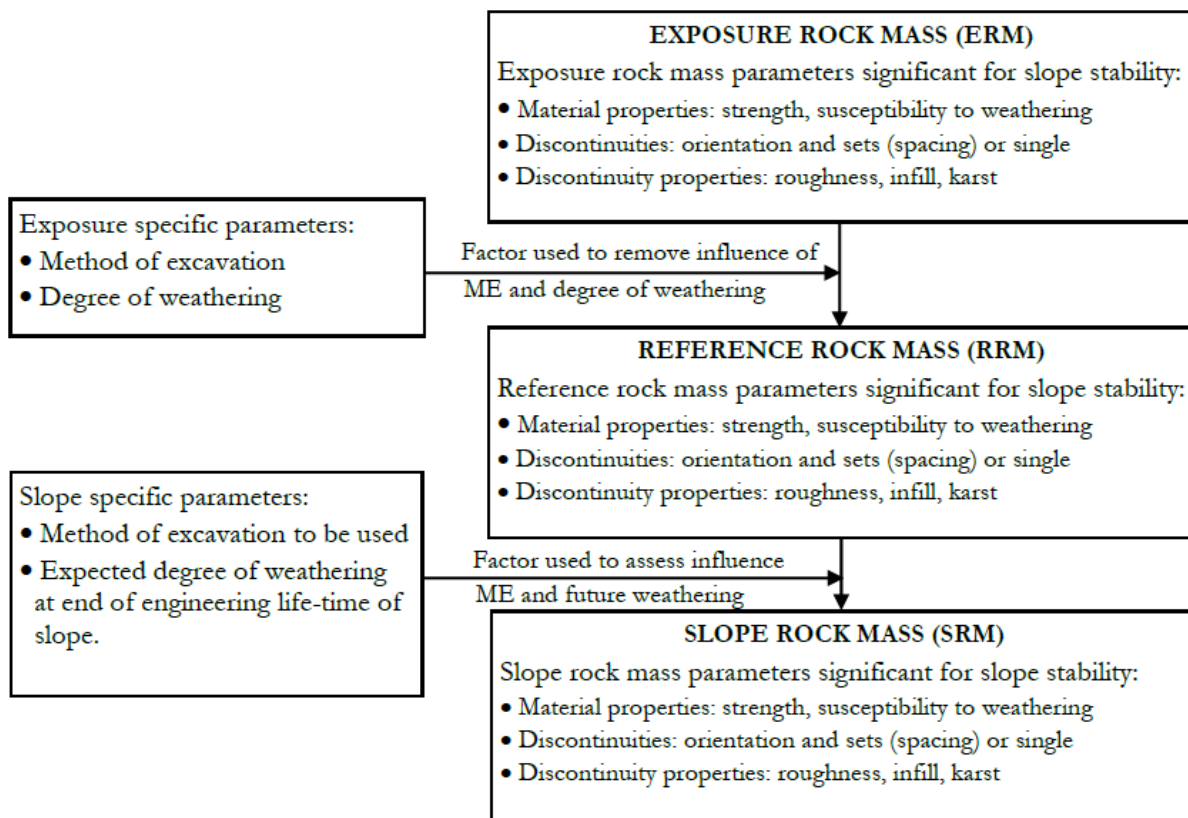 EXPOSURE ROCK MASS (ERM)
Exposure rock mass parameters significant for slope stability:
• Material properties: strength, susceptibility to weathering
• Discontinuities: orientation and sets (spacing) or single
• Discontinuity properties: roughness, infill, karst
Exposure specific parameters:
• Method of excavation
• Degree of weathering
Factor used to remove influence of
ME and degree of weathering
REFERENCE ROCK MASS (RRM)
Reference rock mass parameters significant for slope stability:
• Material properties: strength, susceptibility to weathering
• Discontinuities: orientation and sets (spacing) or single
• Discontinuity properties: roughness, infill, karst
Slope specific parameters:
• Method of excavation to be used
• Expected degree of weathering
at end of engineering life-time of
slope.
Factor used to assess influence
ME and future weathering
SLOPE ROCK MASS (SRM)
Slope rock mass parameters significant for slope stability:
• Material properties: strength, susceptibility to weathering
• Discontinuities: orientation and sets (spacing) or single
• Discontinuity properties: roughness, infill, karst